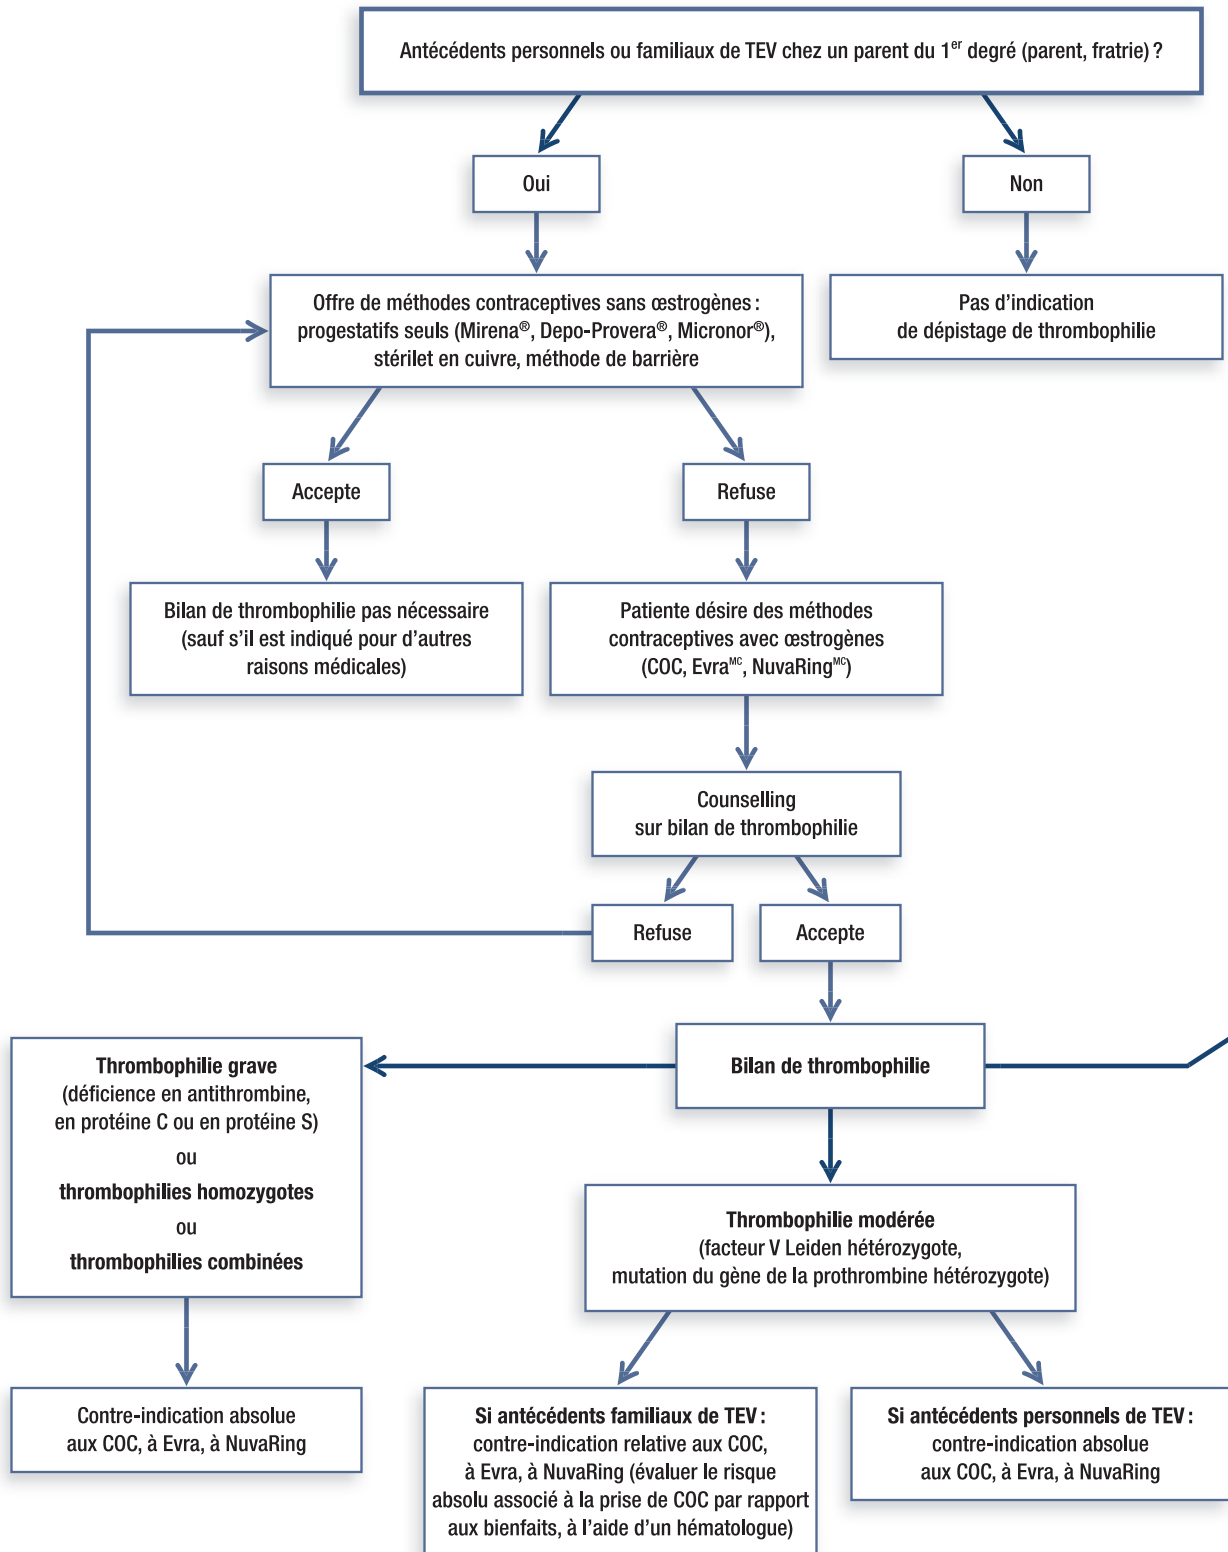 Antécédents personnels ou familiaux de TEV chez un parent du 1er degré (parent, fratrie) ?
Oui
Non
Offre de méthodes contraceptives sans œstrogènes :
progestatifs seuls (Mirena®, Depo-Provera®, Micronor®),
stérilet en cuivre, méthode de barrière
Pas d’indication
de dépistage de thrombophilie
Accepte
Refuse
Bilan de thrombophilie pas nécessaire
(sauf s’il est indiqué pour d’autres
raisons médicales)
Patiente désire des méthodes
contraceptives avec œstrogènes
(COC, EvraMC, NuvaRingMC)
Counselling
sur bilan de thrombophilie
Refuse
Accepte
Bilan de thrombophilie
Thrombophilie grave
(déficience en antithrombine,
en protéine C ou en protéine S)
ou
thrombophilies homozygotes
ou
thrombophilies combinées
Thrombophilie modérée
(facteur V Leiden hétérozygote,
mutation du gène de la prothrombine hétérozygote)
Contre-indication absolue
aux COC, à Evra, à NuvaRing
Si antécédents familiaux de TEV :
contre-indication relative aux COC,
à Evra, à NuvaRing (évaluer le risque
absolu associé à la prise de COC par rapport
aux bienfaits, à l’aide d’un hématologue)
Si antécédents personnels de TEV :
contre-indication absolue
aux COC, à Evra, à NuvaRing